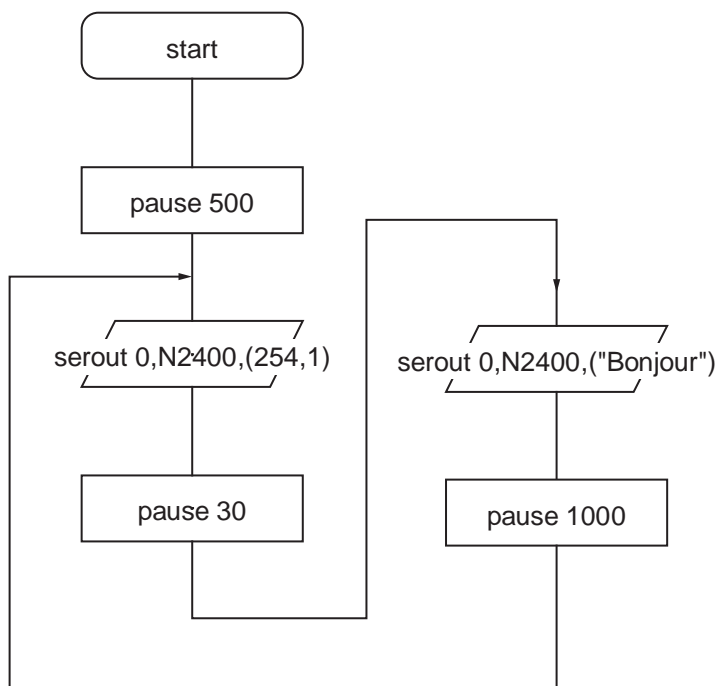 start
pause 500
serout 0,N2400,(254,1)
pause 30
serout 0,N2400,("Bonjour")
pause 1000